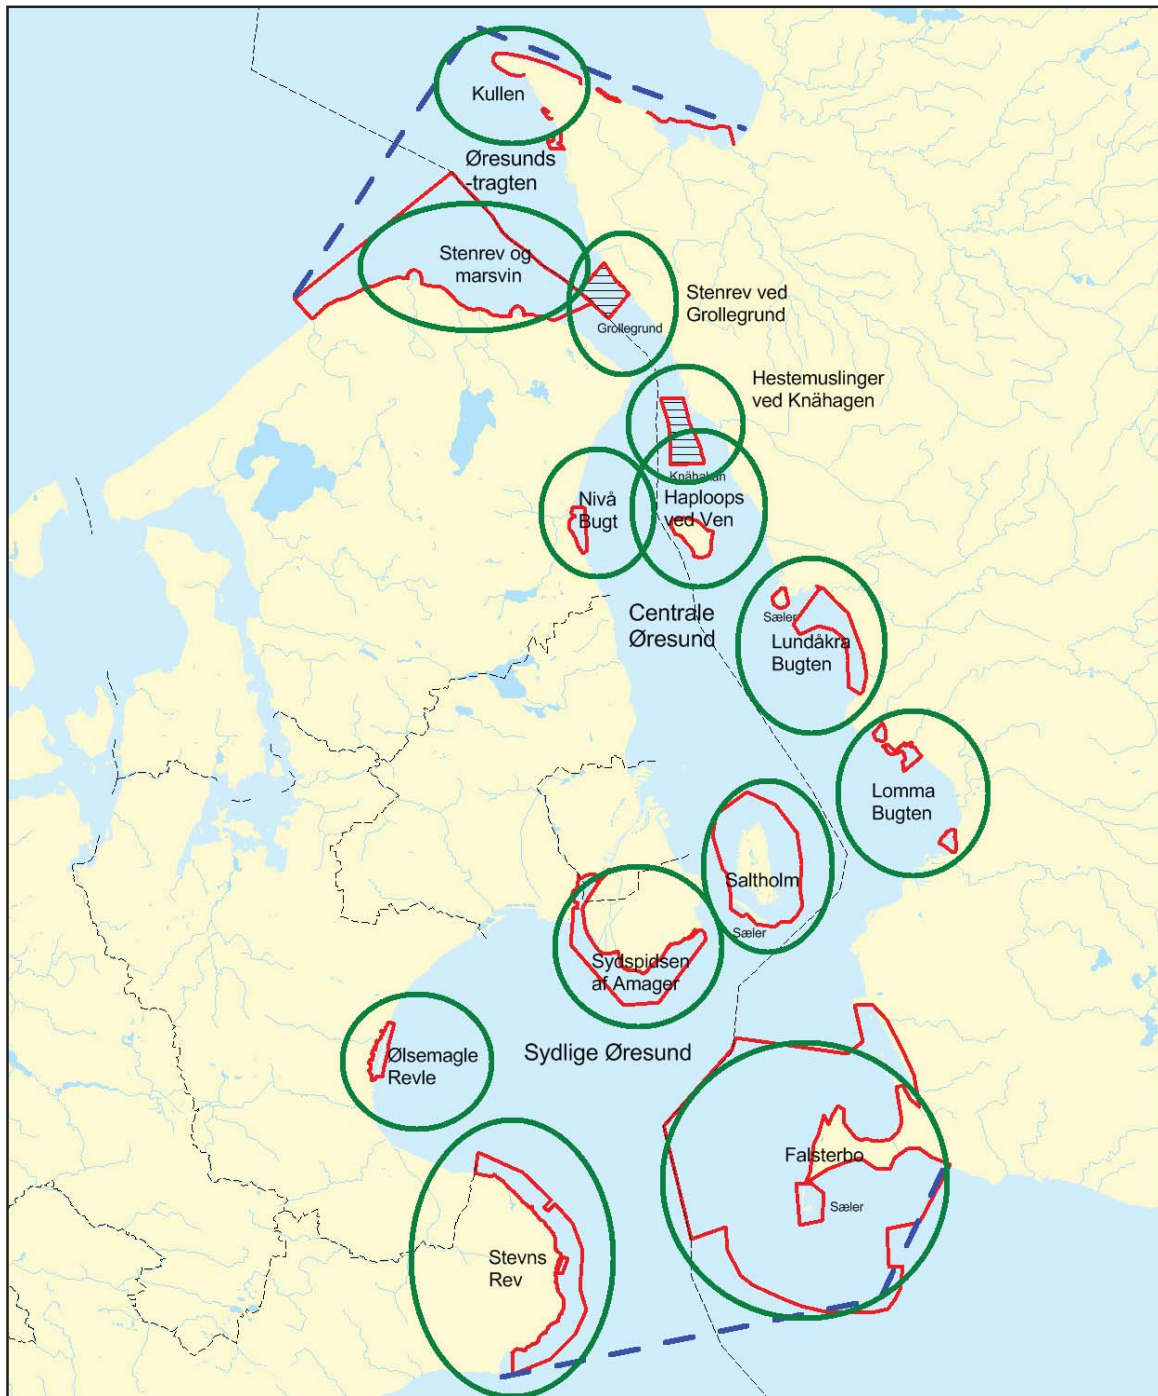 Kullen
Øresunds
-tragten
Stenrev og
marsvin
Stenrev ved
Grollegrund
Grollegrund
Hestemuslinger
ved Knähagen
Knähakan
Nivå
Bugt
Haploops
ved Ven
Centrale
Øresund
Sæler
Lundåkra
Bugten
Lomma
Bugten
Saltholm
Sæler
Sydspidsen
af Amager
Ølsemagle
Revle
Sydlige Øresund
Falsterbo
Sæler
Stevns
Rev